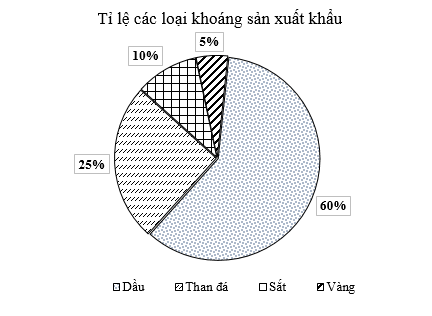 Tỉ lệ các loại khoáng sản xuất khẩu
5%
10%
25%
60%
Dầu Than đá Sắt Vàng